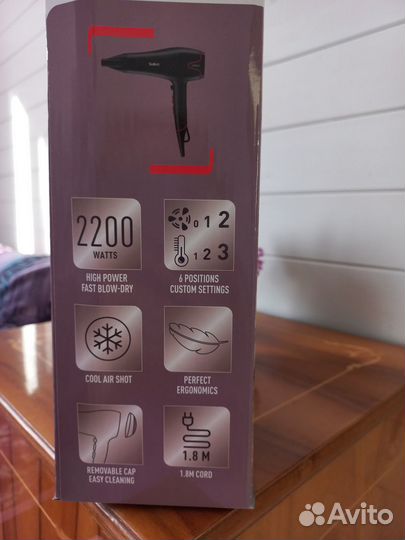 2200
WATTS
HIGH POWER
FAST BLOW-DRY
0 1 2
1 2 3
6 POSITIONS
CUSTOM SETTINGS
COOL AIR SHOT
PERFECT
ERGONOMICS
REMOVABLE CAP
EASY CLEANING
1.8 M
1.8M CORD
Avito